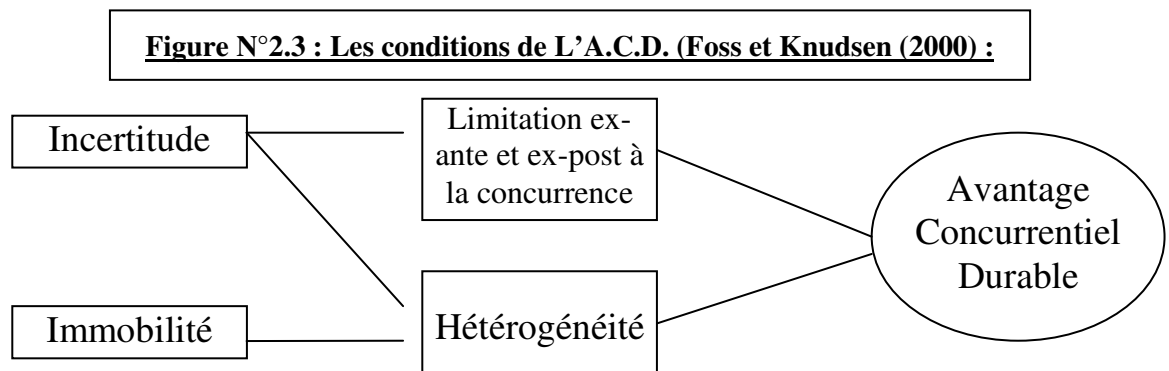 Figure N°2.3 : Les conditions de L'A.C.D. (Foss et Knudsen (2000) :
Incertitude
Limitation ex-
ante et ex-post à
la concurrence
Avantage
Concurrentiel
Durable
Immobilité
Hétérogénéité